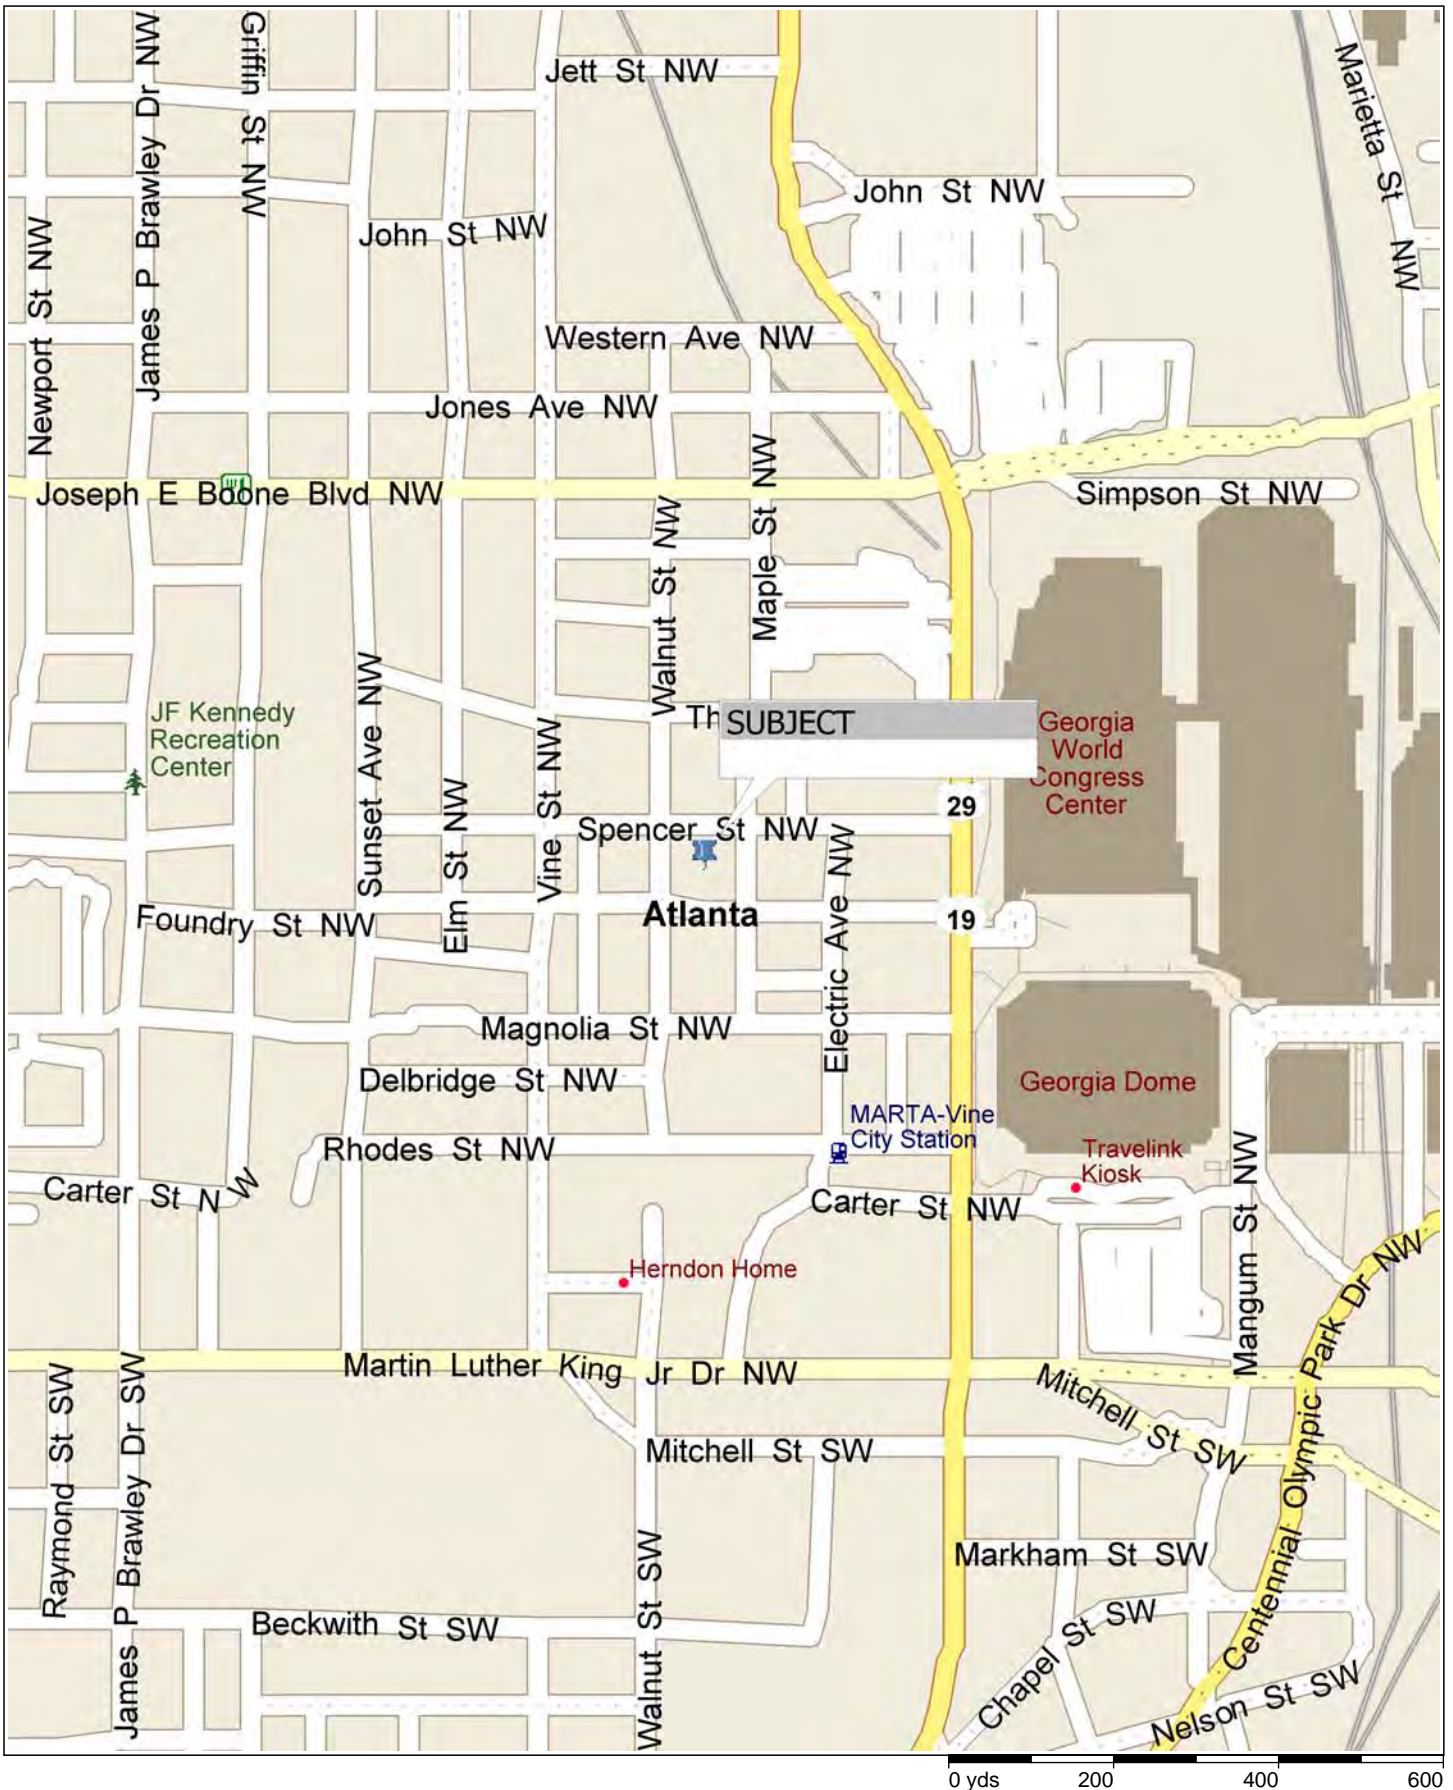 Jett St NW
Griffin St NW
James P Brawley Dr NW
Marietta St NW
John St NW
John St NW
Newport St NW
Western Ave NW
Jones Ave NW
Joseph E Boone Blvd NW
Simpson St NW
Maple St NW
Walnut St NW
Sunset Ave NW
JF Kennedy
Recreation
Center
Th
SUBJECT
Georgia
World
Congress
Center
Vine St NW
Elm St NW
29
Spencer St NW
Electric Ave NW
Foundry St NW
Atlanta
19
Magnolia St NW
Delbridge St NW
Georgia Dome
MARTA-Vine
City Station
Rhodes St NW
Travelink
Kiosk
Carter St NW
Carter St NW
Mangum St NW
Herndon Home
Centennial Olympic Park Dr NW
Martin Luther King Jr Dr NW
Mitchell St SW
Raymond St SW
James P Brawley Dr SW
Mitchell St SW
Walnut St SW
Markham St SW
Beckwith St SW
Chapel St SW
Nelson St SW
0 yds 200 400 600